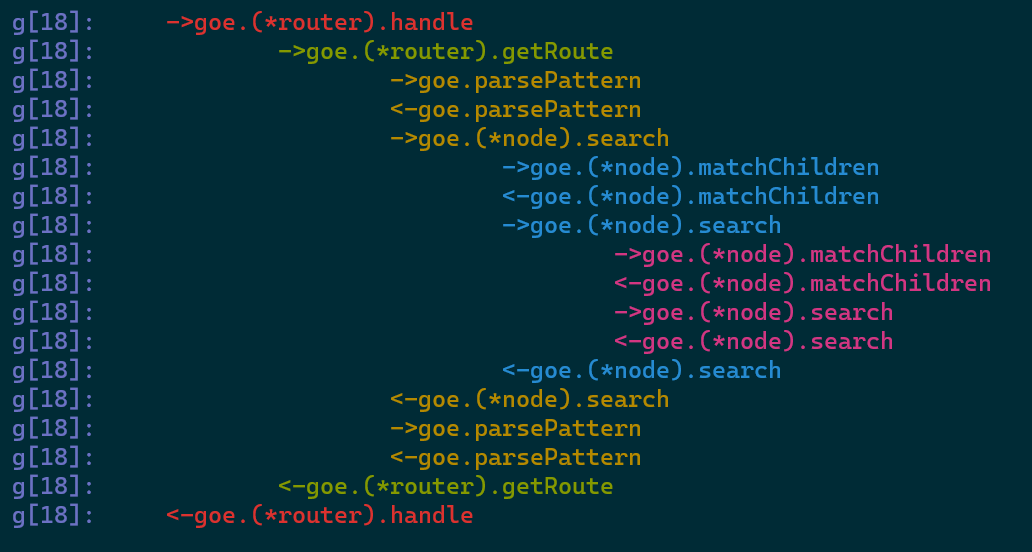 g[18]:     ->goe.(*router).handle
g[18]:             ->goe.(*router).getRoute
g[18]:                     ->goe.parsePattern
g[18]:                     <-goe.parsePattern
g[18]:                     ->goe.(*node).search
g[18]:                             ->goe.(*node).matchChildren
g[18]:                             <-goe.(*node).matchChildren
g[18]:                             ->goe.(*node).search
g[18]:                                     ->goe.(*node).matchChildren
g[18]:                                     <-goe.(*node).matchChildren
g[18]:                                     ->goe.(*node).search
g[18]:                                     <-goe.(*node).search
g[18]:                             <-goe.(*node).search
g[18]:                     <-goe.(*node).search
g[18]:                     ->goe.parsePattern
g[18]:                     <-goe.parsePattern
g[18]:             <-goe.(*router).getRoute
g[18]:     <-goe.(*router).handle